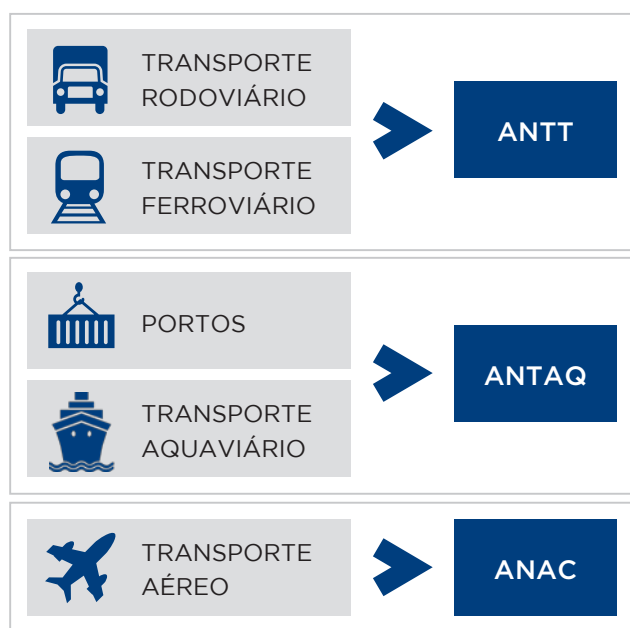 TRANSPORTE
RODOVIÁRIO
TRANSPORTE
FERROVIÁRIO
ANTT
PORTOS
TRANSPORTE
AQUAVIÁRIO
ANTAQ
TRANSPORTE
AÉREO
ANAC